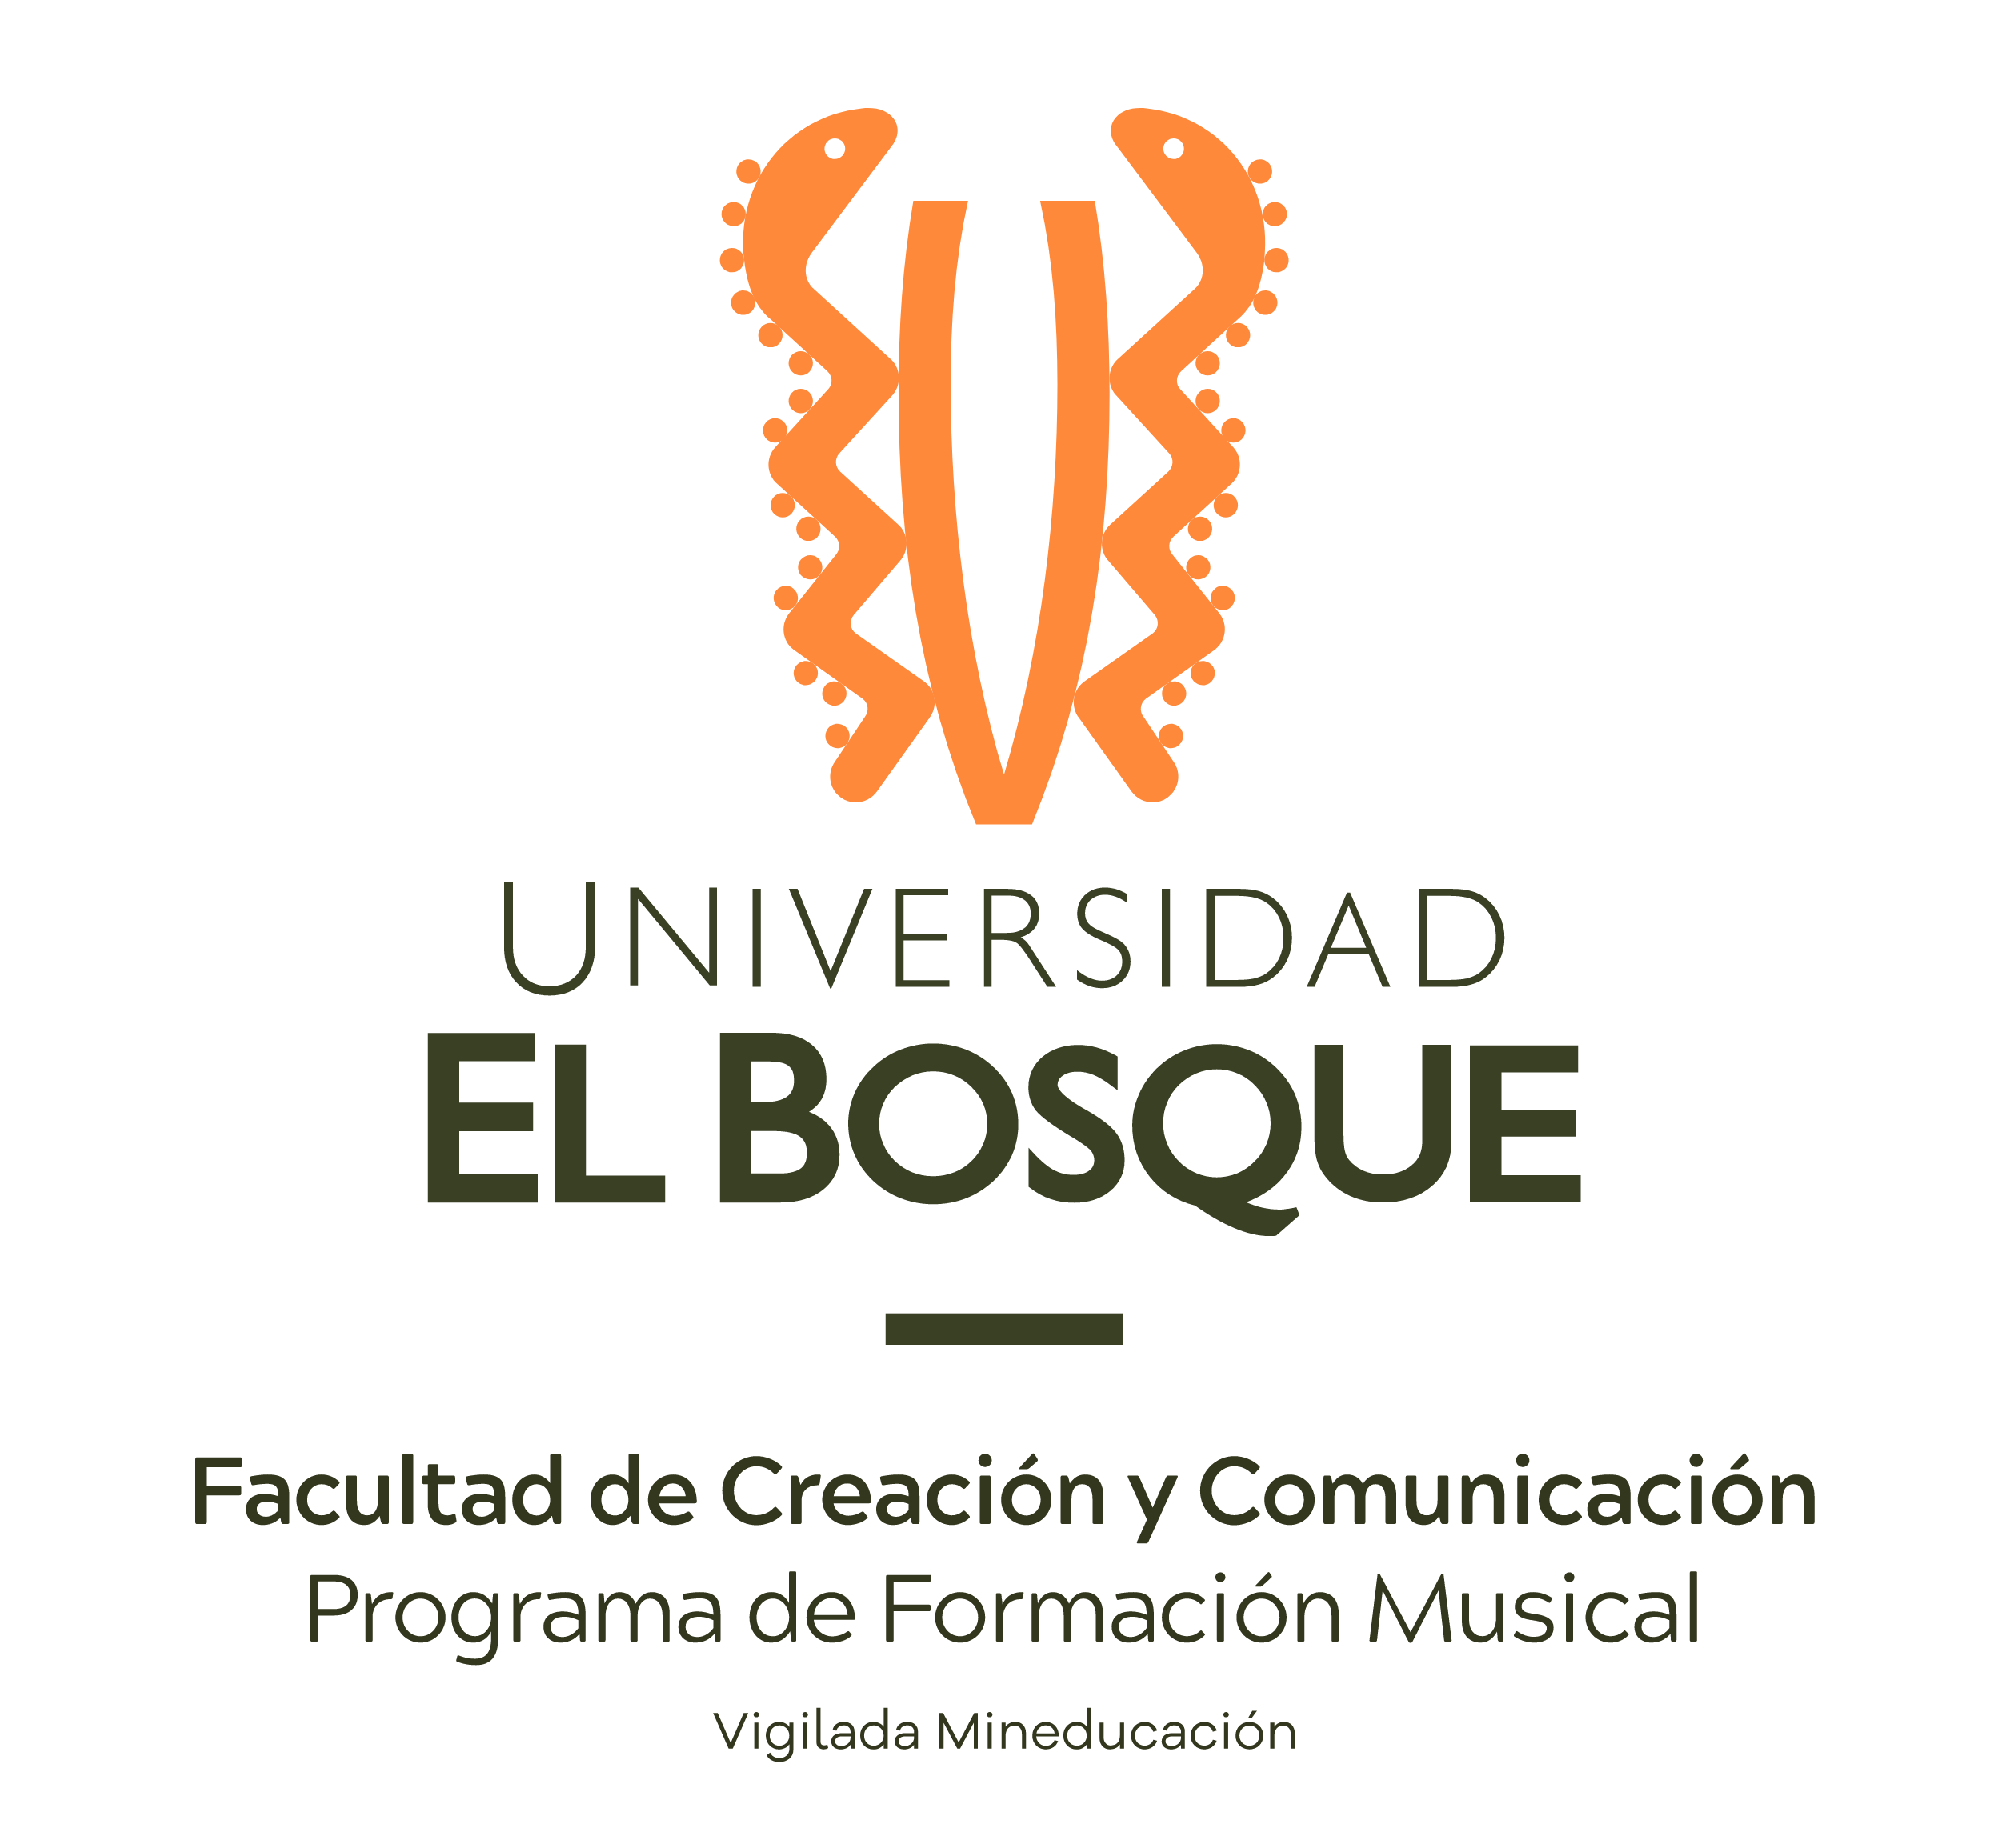 UNIVERSIDAD
EL BOSQUE
Facultad de Creación y Comunicación
Programa de Formación Musical
Vigilada Mineducación